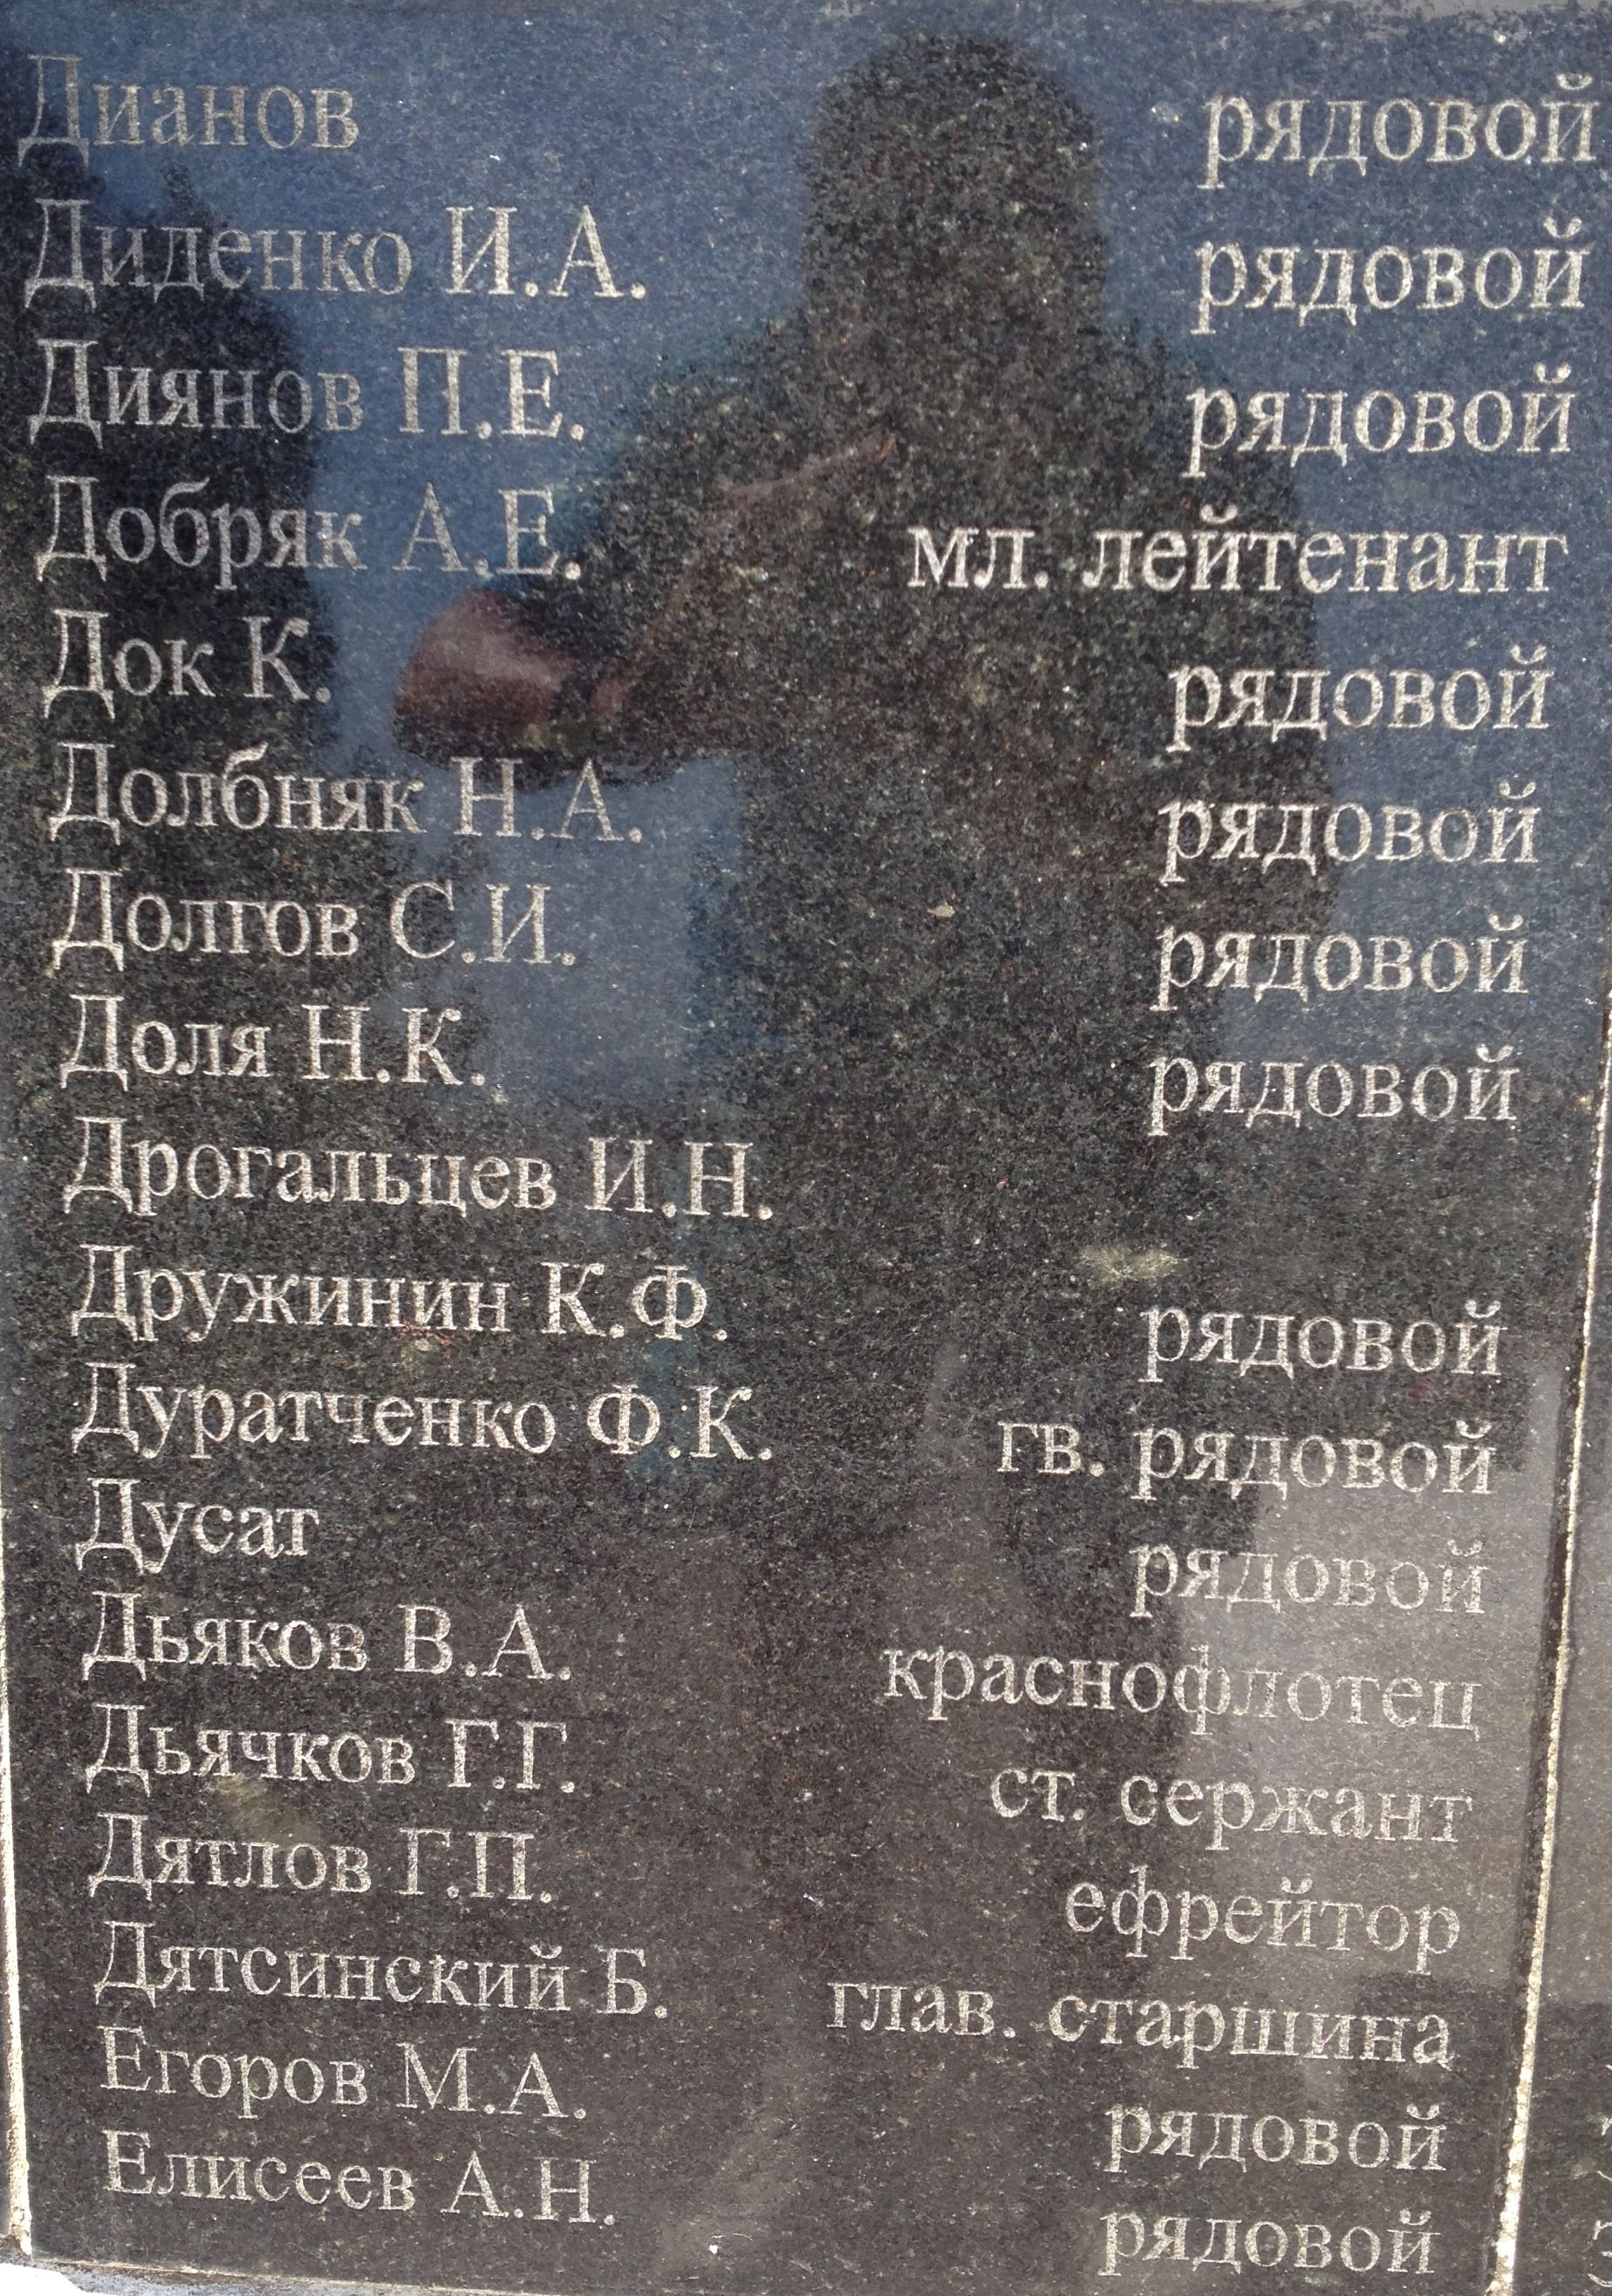 Дианов рядовой
Диденко И.А. рядовой
Диянов П.Е. рядовой
Добряк А.Е. мл. лейтенант
Док К. рядовой
Долбняк Н.А. рядовой
Долгов С.И. рядовой
Доля Н.К. рядовой
Дрогальцев И.Н.
Дружинин К.Ф. рядовой
Дуратченко Ф.К. гв. рядовой
Дусат рядовой
Дьяков В.А. краснофлотец
Дьячков Г.Г. ст. сержант
Дятлов Г.П. ефрейтор
Дятсинский Б. глав. старшина
Егоров М.А. рядовой
Елисеев А.Н. рядовой